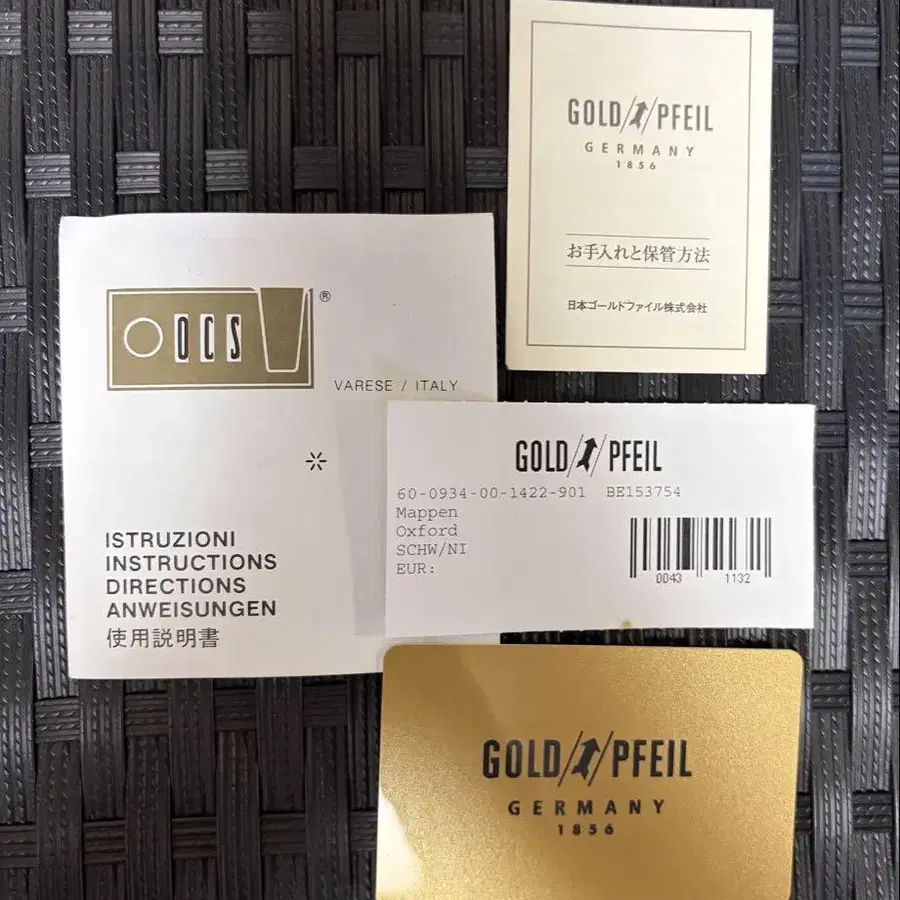 GOLD PFEIL
GERMANY
1856
お手入れと保管方法
日本ゴールドファイル株式会社
OCS ®
VARESE / ITALY
ISTRUZIONI
INSTRUCTIONS
DIRECTIONS
ANWEISUNGEN
使用説明書
GOLD PFEIL
60-0934-00-1422-901 BE153754
Mappen
Oxford
SCHW/NI
EUR:
0043 1132
GOLD PFEIL
GERMANY
1856